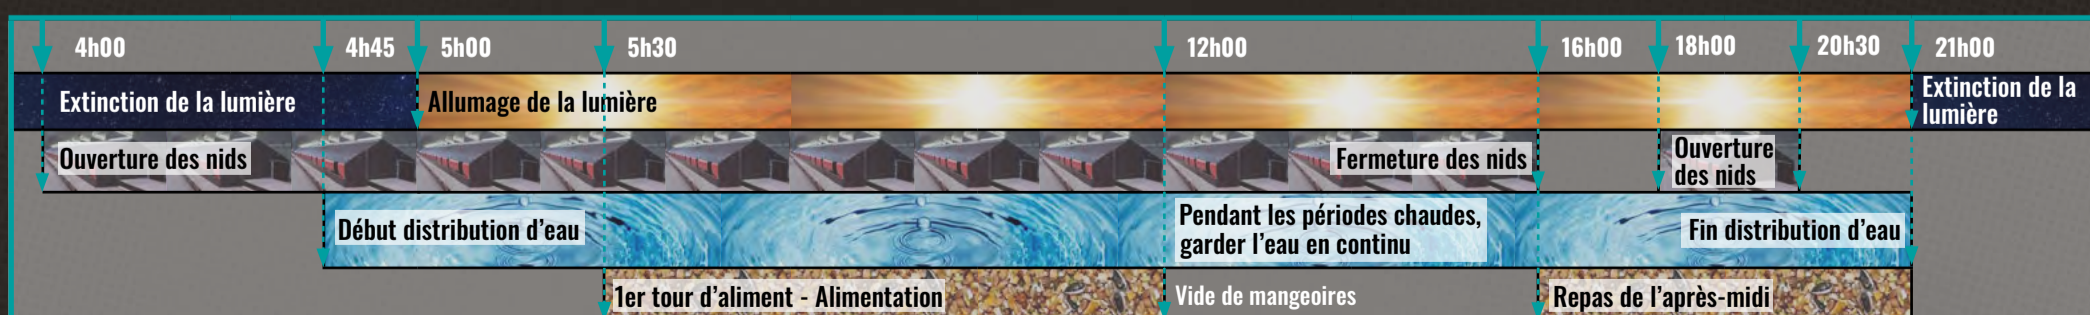 4h00
4h45
5h00
5h30
12h00
16h00
18h00
20h30
21h00
Extinction de la lumière
Allumage de la lumière
Extinction de la
lumière
Ouverture des nids
Fermeture des nids
Ouverture
des nids
Début distribution d'eau
Pendant les périodes chaudes,
garder l'eau en continu
Fin distribution d'eau
1er tour d'aliment - Alimentation
Vide de mangeoires
Repas de l'après-midi